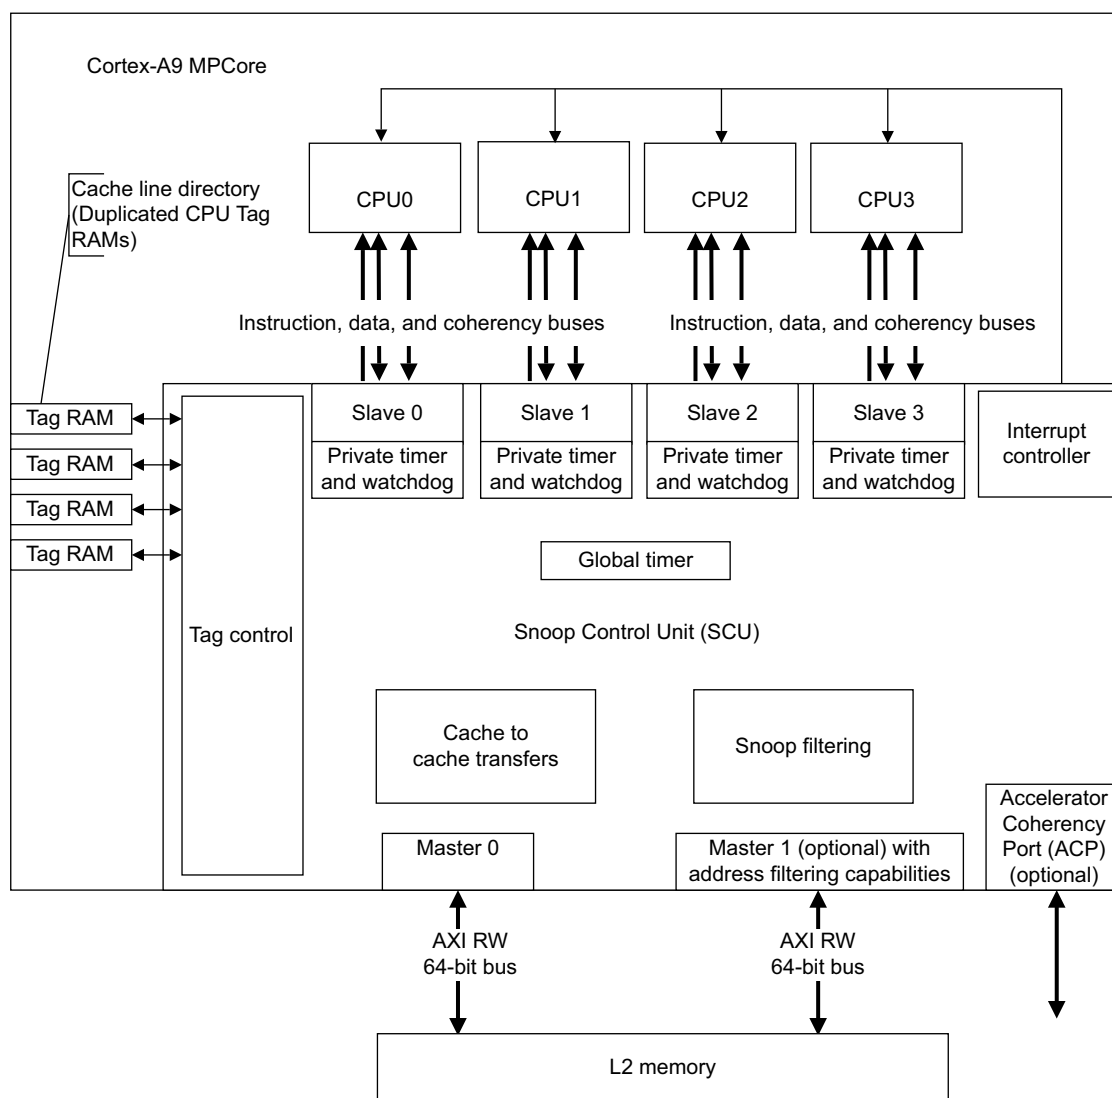 Cortex-A9 MPCore
Cache line directory
(Duplicated CPU Tag
RAMs)
CPU0
CPU1
CPU2
CPU3
Instruction, data, and coherency buses
Instruction, data, and coherency buses
Tag RAM
Tag RAM
Tag RAM
Tag RAM
Tag control
Slave 0
Private timer
and watchdog
Slave 1
Private timer
and watchdog
Slave 2
Private timer
and watchdog
Slave 3
Private timer
and watchdog
Interrupt
controller
Global timer
Snoop Control Unit (SCU)
Cache to
cache transfers
Snoop filtering
Master 0
Master 1 (optional) with
address filtering capabilities
Accelerator
Coherency
Port (ACP)
(optional)
AXI RW
64-bit bus
AXI RW
64-bit bus
L2 memory